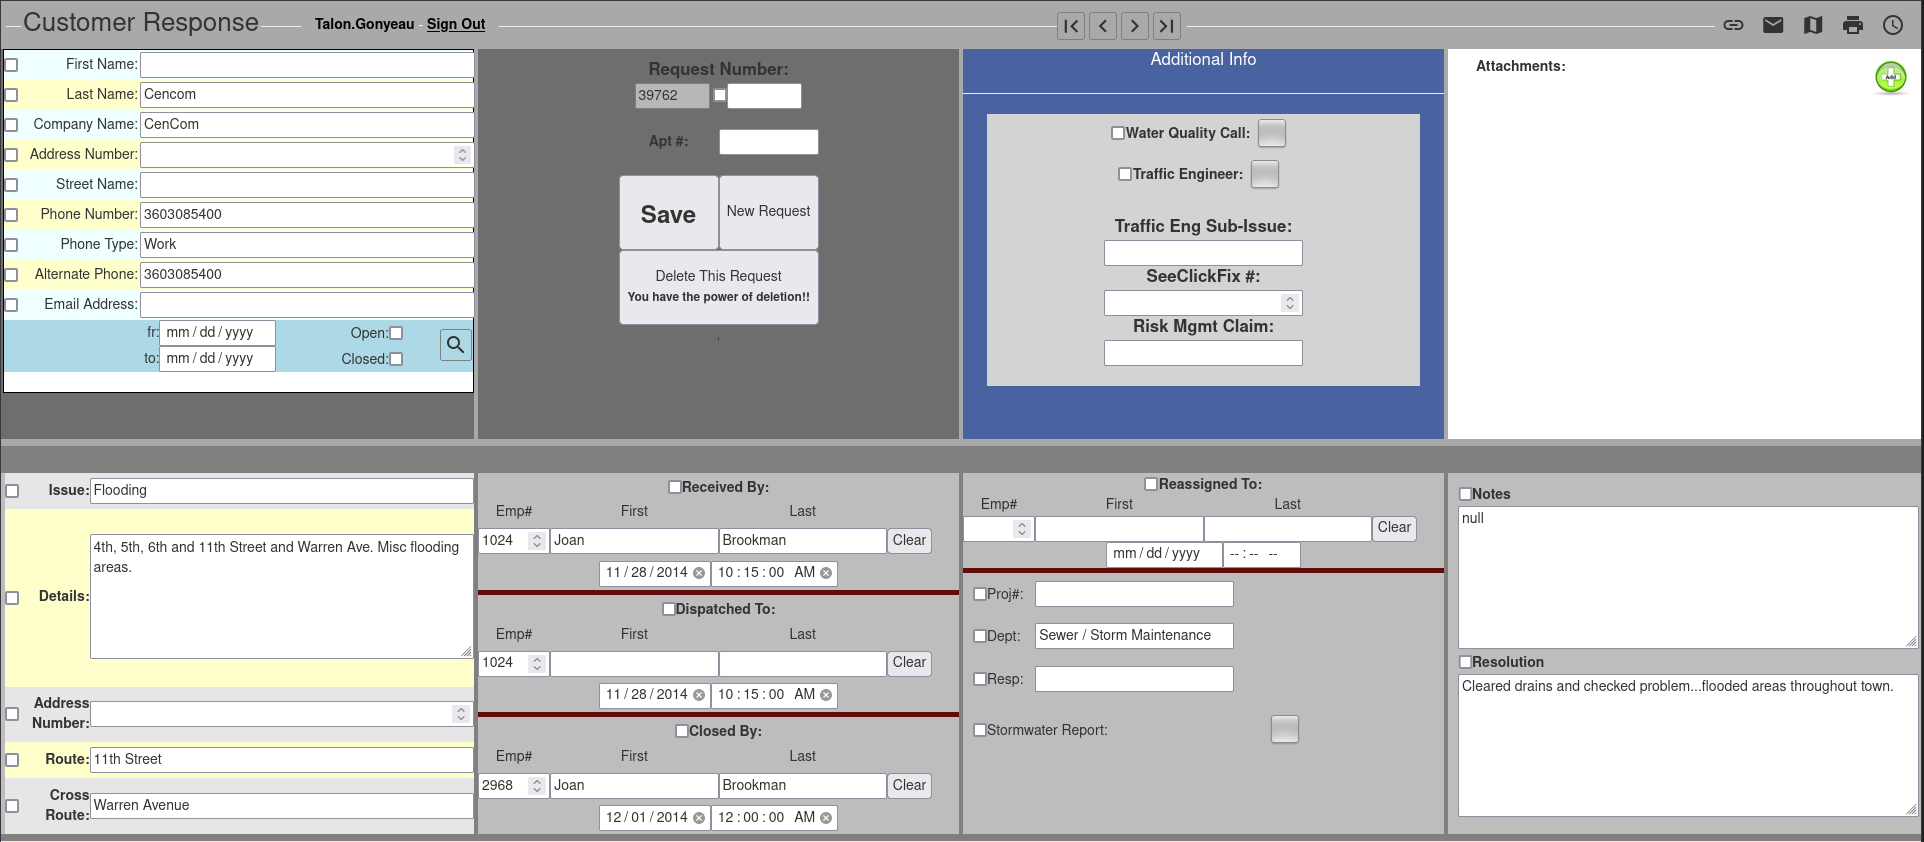 Customer Response
Talon.Gonyeau - Sign Out
First Name:
Last Name: Cencom
Company Name: CenCom
Address Number:
Street Name:
Phone Number: 3603085400
Phone Type: Work
Alternate Phone: 3603085400
Email Address:
fr: mm / dd / yyyy Open:
to: mm / dd / yyyy Closed:
Request Number:
39762
Apt #:
Save New Request
Delete This Request
You have the power of deletion!!
,
Additional Info
Water Quality Call:
Traffic Engineer:
Traffic Eng Sub-Issue:
SeeClickFix #:
Risk Mgmt Claim:
Attachments:
Add
Issue: Flooding
Details: 4th, 5th, 6th and 11th Street and Warren Ave. Misc flooding
areas.
Address
Number:
Route: 11th Street
Cross
Route: Warren Avenue
Received By:
Emp# First Last
1024 Joan Brookman Clear
11 / 28 / 2014 10 : 15 : 00 AM
Dispatched To:
Emp# First Last
1024 Clear
11 / 28 / 2014 10 : 15 : 00 AM
Closed By:
Emp# First Last
2968 Joan Brookman Clear
12 / 01 / 2014 12 : 00 : 00 AM
Reassigned To:
Emp# First Last
Clear
mm / dd / yyyy -- : -- --
Proj#:
Dept: Sewer / Storm Maintenance
Resp:
Stormwater Report:
Notes
null
Resolution
Cleared drains and checked problem...flooded areas throughout town.